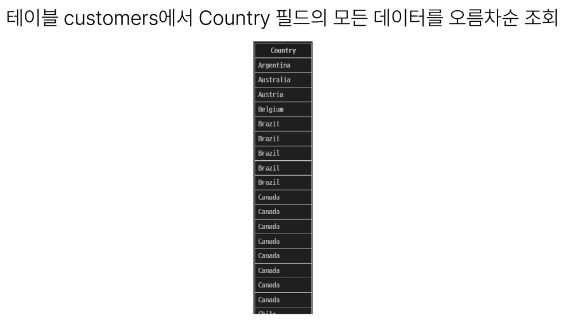 테이블 customers에서 Country 필드의 모든 데이터를 오름차순 조회
Country
Argentina
Australia
Austria
Belgium
Brazil
Brazil
Brazil
Brazil
Brazil
Canada
Canada
Canada
Canada
Canada
Canada
Canada
Canada
Chile